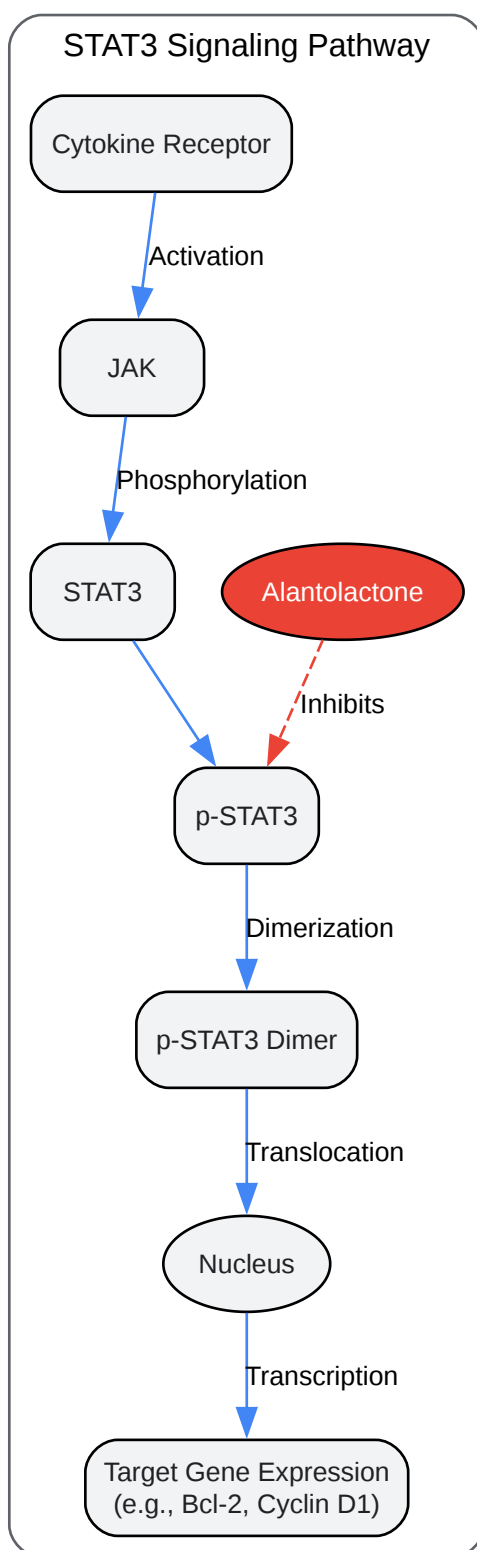 STAT3 Signaling Pathway
Cytokine Receptor
Activation
JAK
Phosphorylation
STAT3
Alantolactone
Inhibits
p-STAT3
Dimerization
p-STAT3 Dimer
Translocation
Nucleus
Transcription
Target Gene Expression
(e.g., Bcl-2, Cyclin D1)